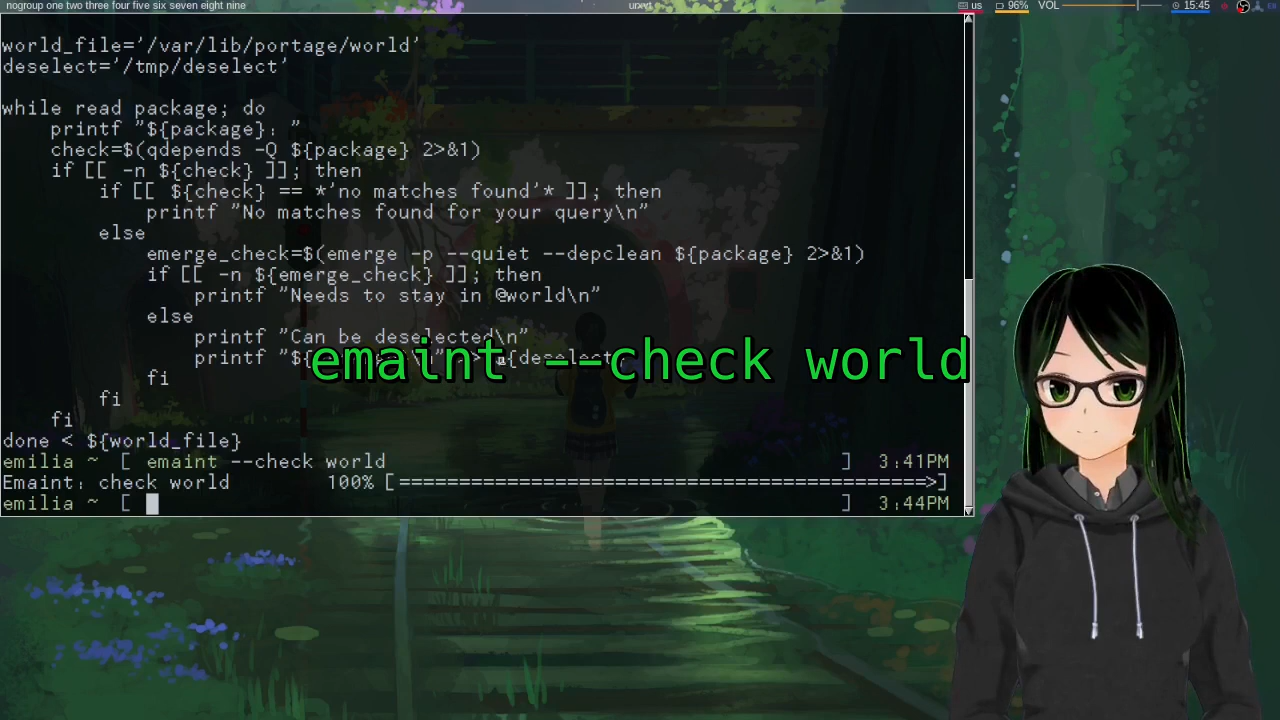 nogroup one two three four five six seven eight nine
urxvt
us 96% VOL 15:45
world_file='/var/lib/portage/world'
deselect='/tmp/deselect'
while read package; do
printf "${package}: "
check=$(qdepends -Q ${package} 2>&1)
if [[ -n ${check} ]]; then
if [[ ${check} == *'no matches found'* ]]; then
printf "No matches found for your query\n"
else
emerge_check=$(emerge -p --quiet --depclean ${package} 2>&1)
if [[ -n ${emerge_check} ]]; then
printf "Needs to stay in @world\n"
else
printf "Can be deselected\n"
printf
emaint --check world
fi
fi
fi
done < ${world_file}
emilia ~ [ emaint --check world ] 3:41PM
Emaint: check world 100% [============================================>]
emilia ~ [ ] 3:44PM